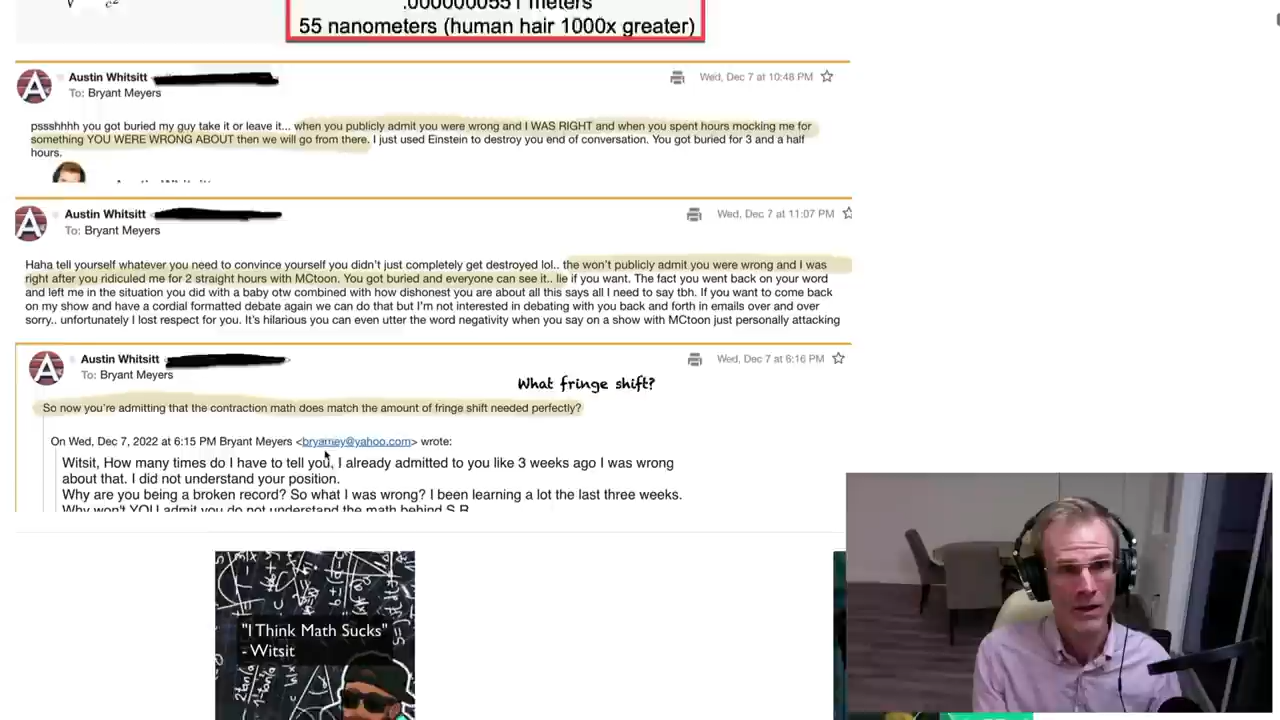 .0000000551 meters
55 nanometers (human hair 1000x greater)
Austin Whitsitt
Wed, Dec 7 at 10:48 PM
To: Bryant Meyers
pssshhhh you got buried my guy take it or leave it... when you publicly admit you were wrong and I WAS RIGHT and when you spent hours mocking me for
something YOU WERE WRONG ABOUT then we will go from there. I just used Einstein to destroy you end of conversation. You got buried for 3 and a half
hours.
Austin Whitsitt
Wed, Dec 7 at 11:07 PM
To: Bryant Meyers
Haha tell yourself whatever you need to convince yourself you didn't just completely get destroyed lol.. the won't publicly admit you were wrong and I was
right after you ridiculed me for 2 straight hours with MCtoon. You got buried and everyone can see it.. lie if you want. The fact you went back on your word
and left me in the situation you did with a baby otw combined with how dishonest you are about all this says all I need to say tbh. If you want to come back
on my show and have a cordial formatted debate again we can do that but I'm not interested in debating with you back and forth in emails over and over
sorry.. unfortunately I lost respect for you. It's hilarious you can even utter the word negativity when you say on a show with MCtoon just personally attacking
Austin Whitsitt
Wed, Dec 7 at 6:16 PM
To: Bryant Meyers
What fringe shift?
So now you're admitting that the contraction math does match the amount of fringe shift needed perfectly?
On Wed, Dec 7, 2022 at 6:15 PM Bryant Meyers <bryamey@yahoo.com> wrote:
Witsit, How many times do I have to tell you, I already admitted to you like 3 weeks ago I was wrong
about that. I did not understand your position.
Why are you being a broken record? So what I was wrong? I been learning a lot the last three weeks.
Why won't YOU admit you do not understand the math behind S.R.
"I Think Math Sucks"
- Witsit